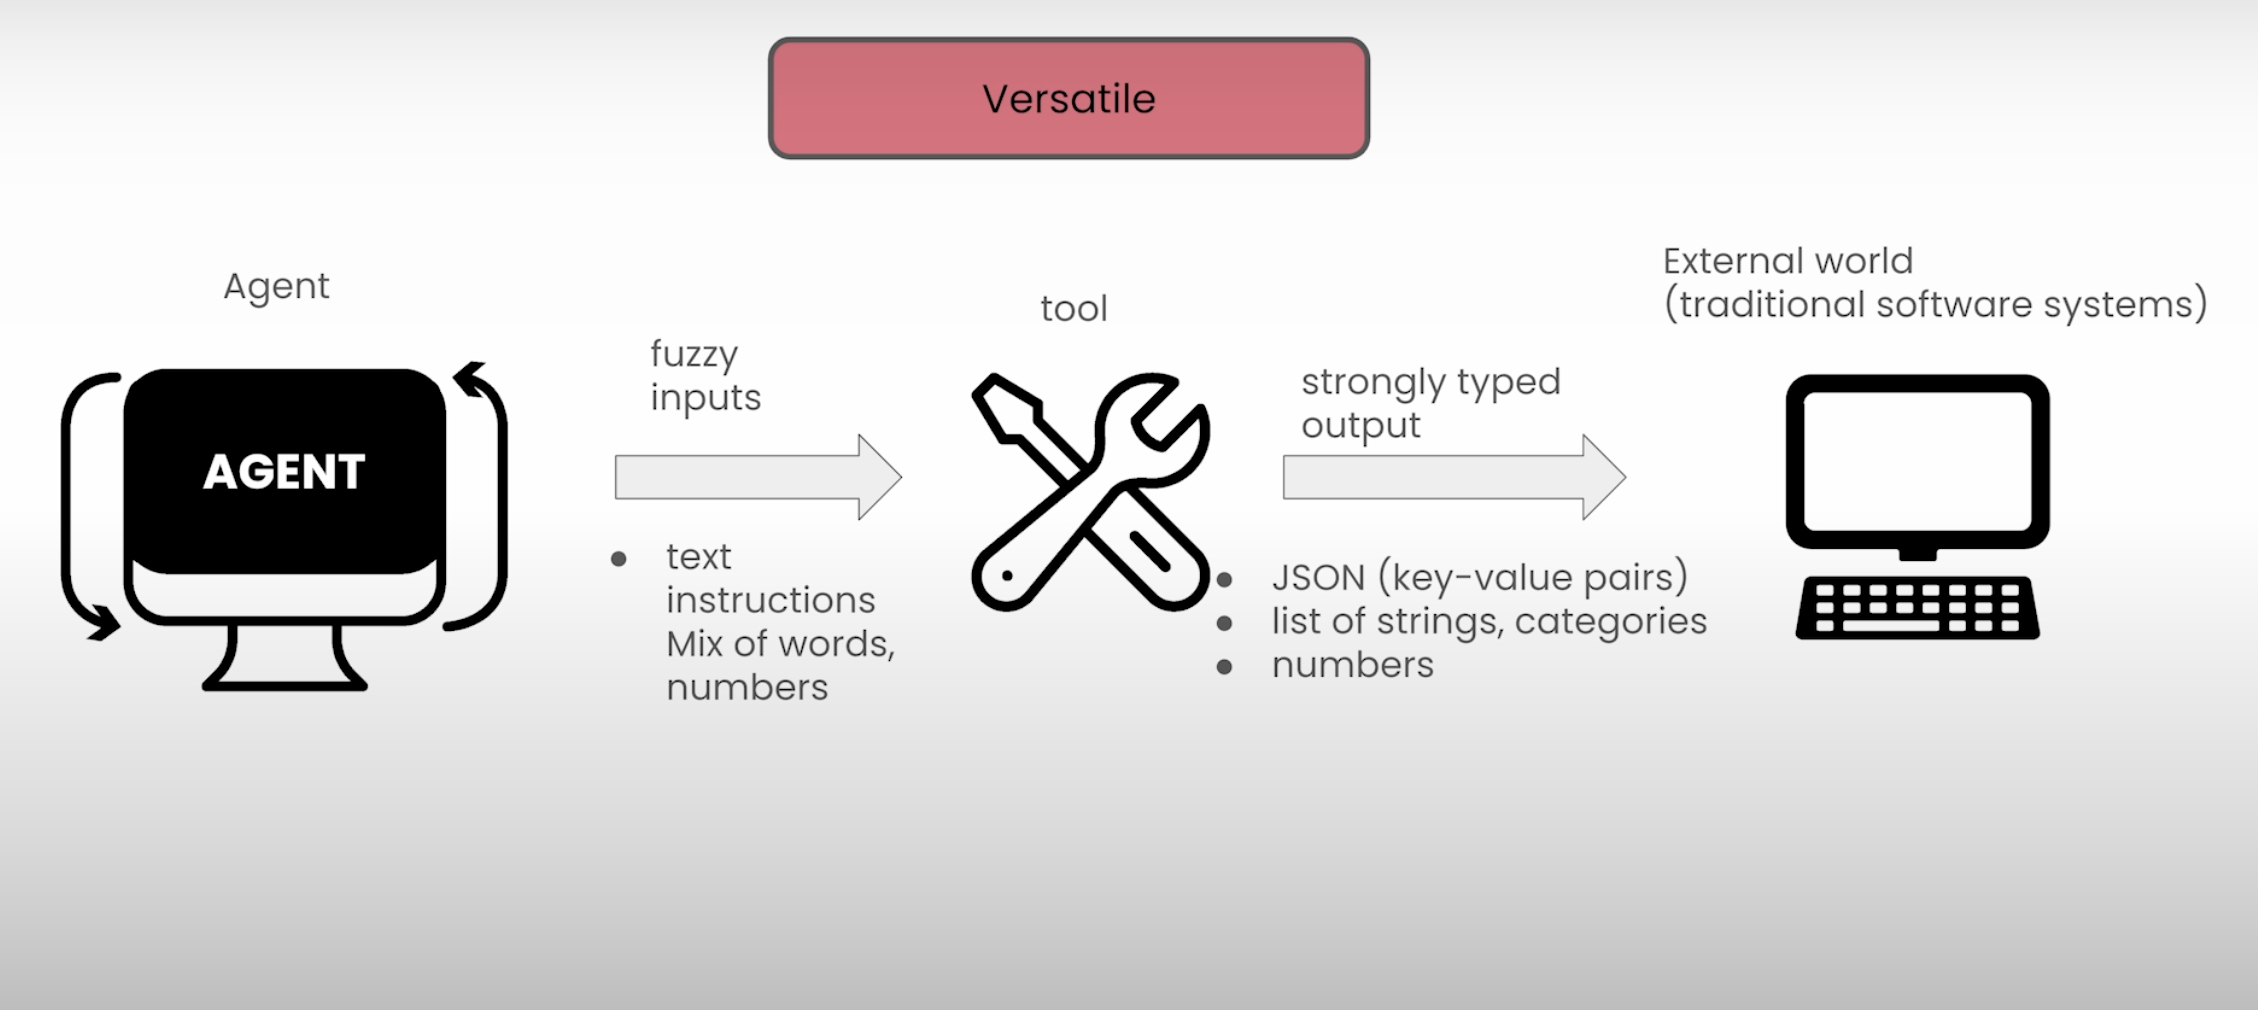 Versatile
Agent
AGENT
fuzzy
inputs
• text
instructions
Mix of words,
numbers
tool
strongly typed
output
• JSON (key-value pairs)
• list of strings, categories
• numbers
External world
(traditional software systems)